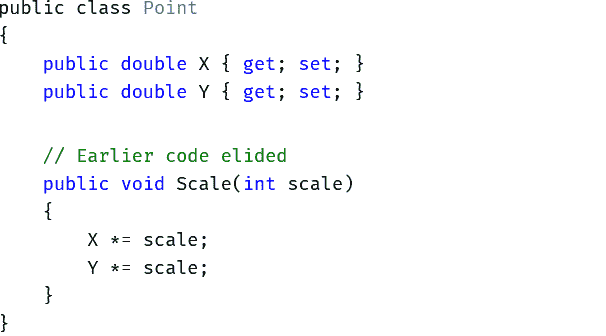 public class Point
{
    public double X { get; set; }
    public double Y { get; set; }

    // Earlier code elided
    public void Scale(int scale)
    {
        X *= scale;
        Y *= scale;
    }
}